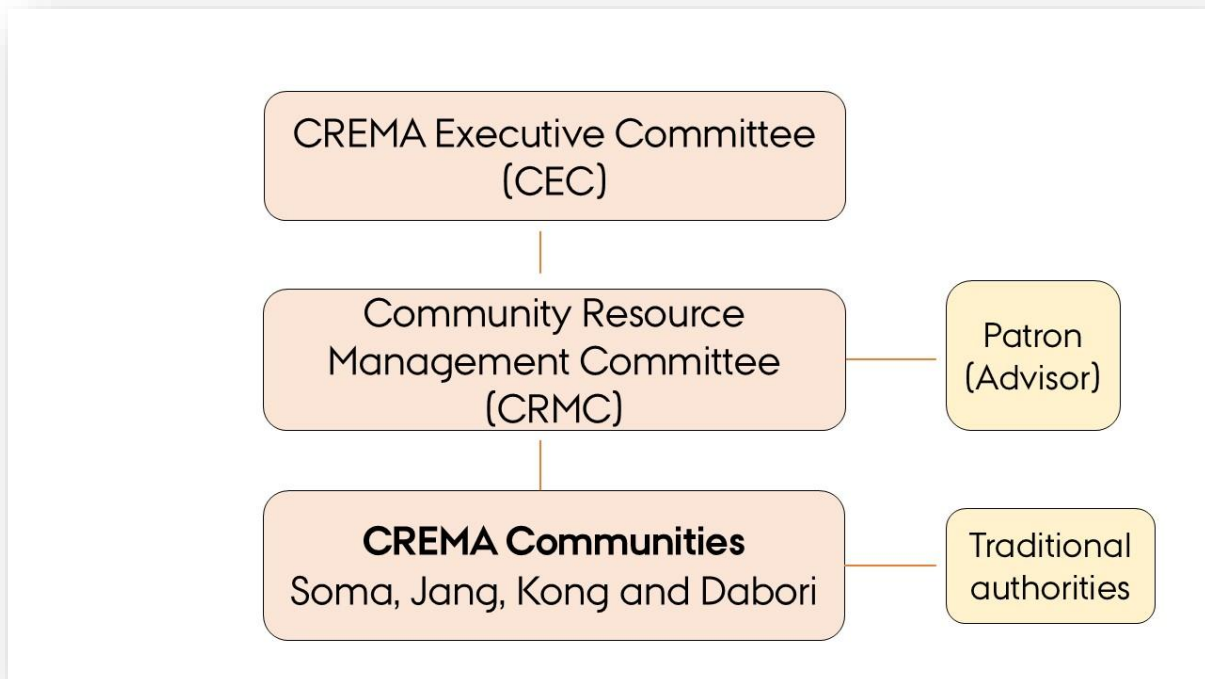 CREMA Executive Committee
(CEC)
Community Resource
Management Committee
(CRMC)
Patron
(Advisor)
CREMA Communities
Soma, Jang, Kong and Dabori
Traditional
authorities